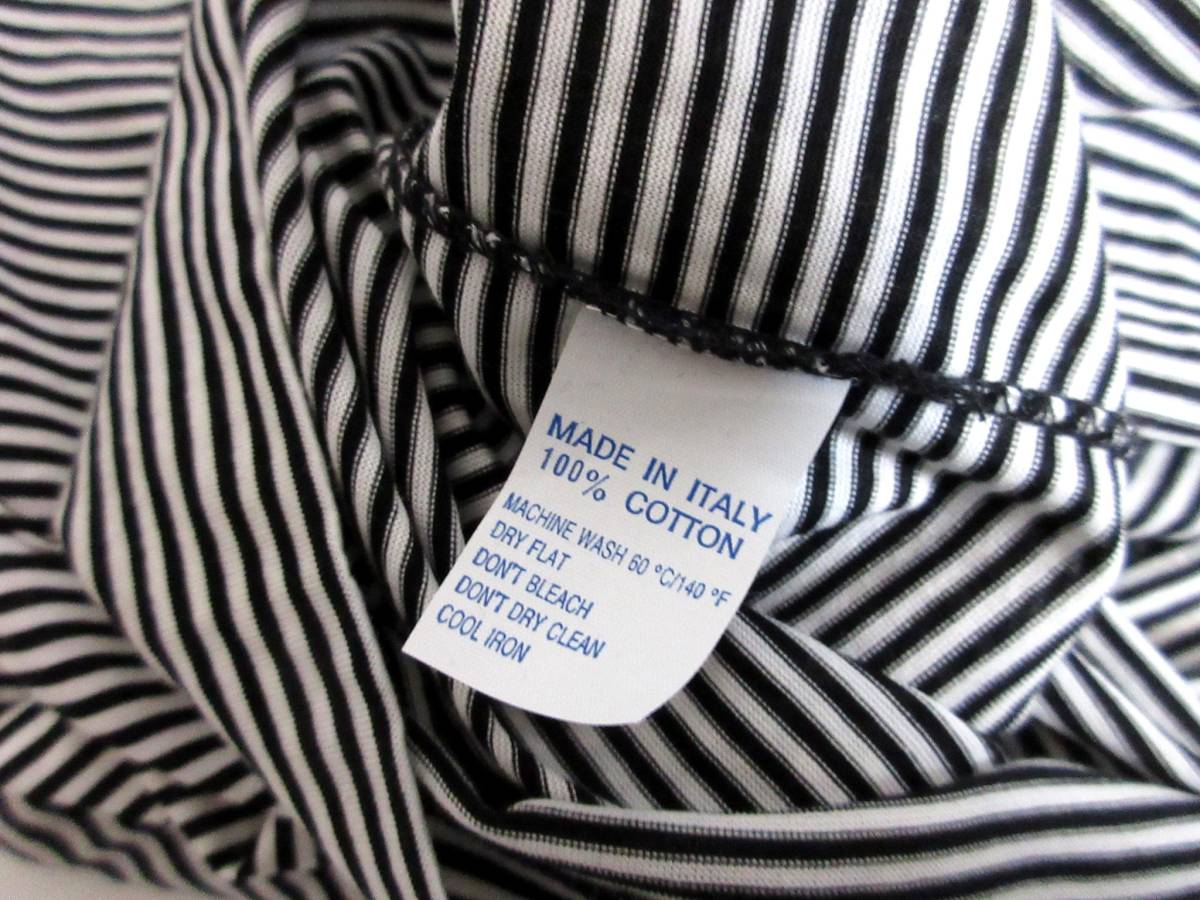 MADE IN ITALY
100% COTTON
MACHINE WASH 60 °C/140 °F
DRY FLAT
DON'T BLEACH
DON'T DRY CLEAN
COOL IRON